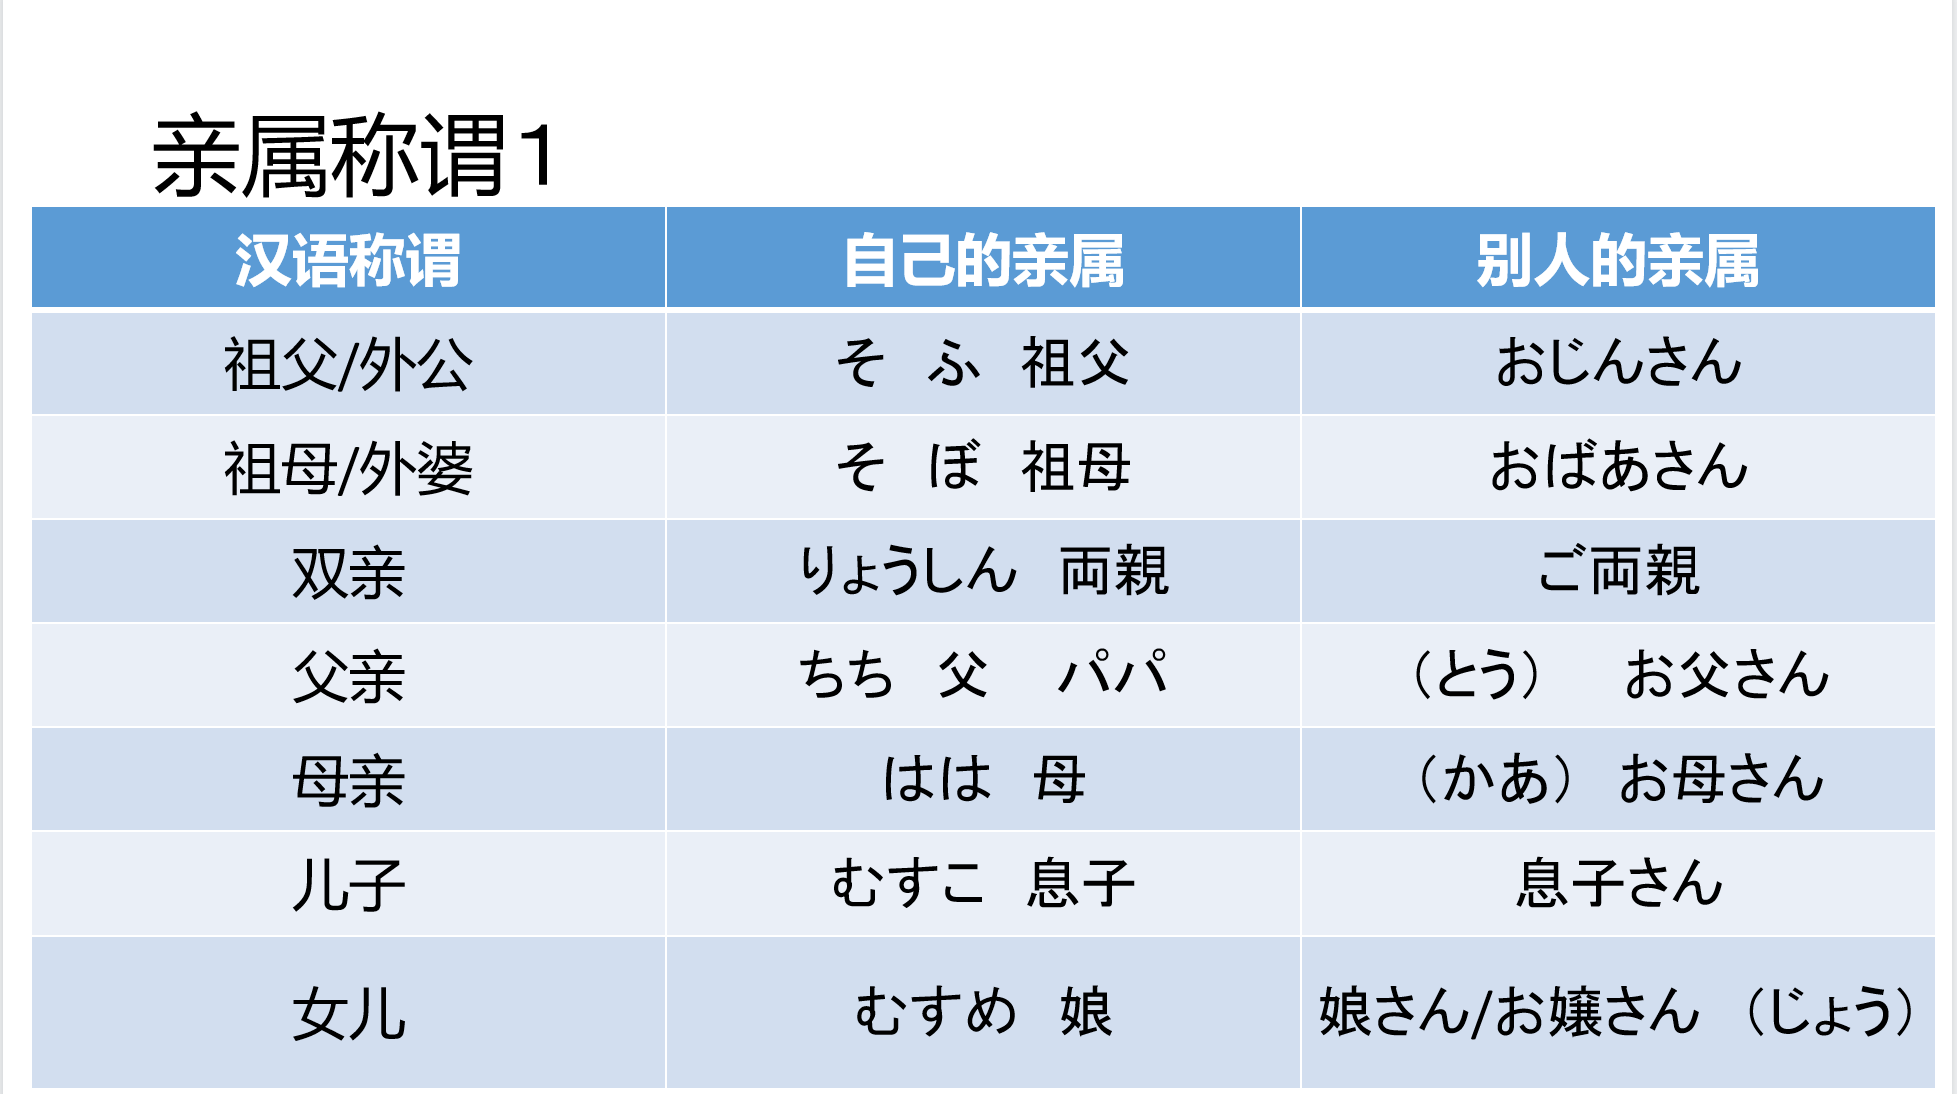 亲属称谓1
汉语称谓 自己的亲属 别人的亲属
祖父/外公 そ ふ 祖父 おじんさん
祖母/外婆 そ ぼ 祖母 おばあさん
双亲 りょうしん 両親 ご両親
父亲 ちち 父 パパ （とう） お父さん
母亲 はは 母 （かあ） お母さん
儿子 むすこ 息子 息子さん
女儿 むすめ 娘 娘さん/お嬢さん （じょう）